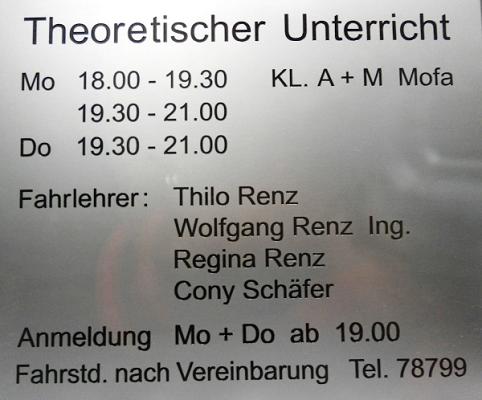 Theoretischer Unterricht
Mo 18.00 - 19.30 KL. A + M Mofa
19.30 - 21.00
Do 19.30 - 21.00
Fahrlehrer: Thilo Renz
Wolfgang Renz Ing.
Regina Renz
Cony Schäfer
Anmeldung Mo + Do ab 19.00
Fahrstd. nach Vereinbarung Tel. 78799